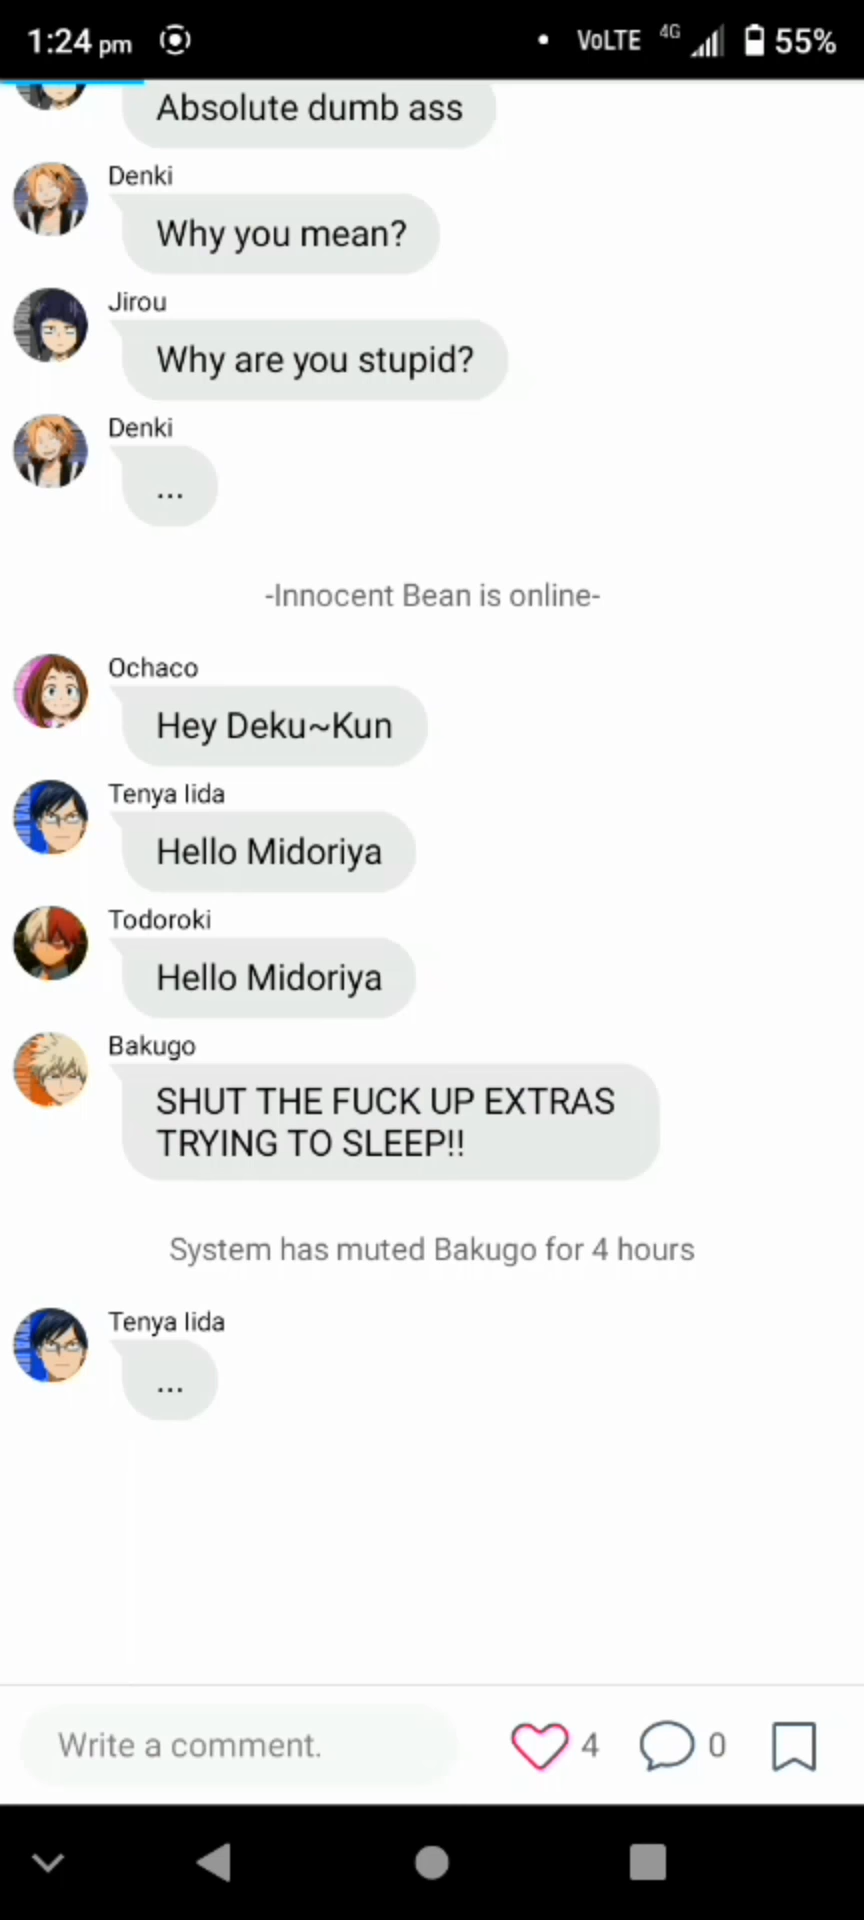 1:24 pm VoLTE 4G 55%
Absolute dumb ass
Denki
Why you mean?
Jirou
Why are you stupid?
Denki
...
-Innocent Bean is online-
Ochaco
Hey Deku~Kun
Tenya Iida
Hello Midoriya
Todoroki
Hello Midoriya
Bakugo
SHUT THE FUCK UP EXTRAS
TRYING TO SLEEP!!
System has muted Bakugo for 4 hours
Tenya Iida
...
Write a comment. 4 0